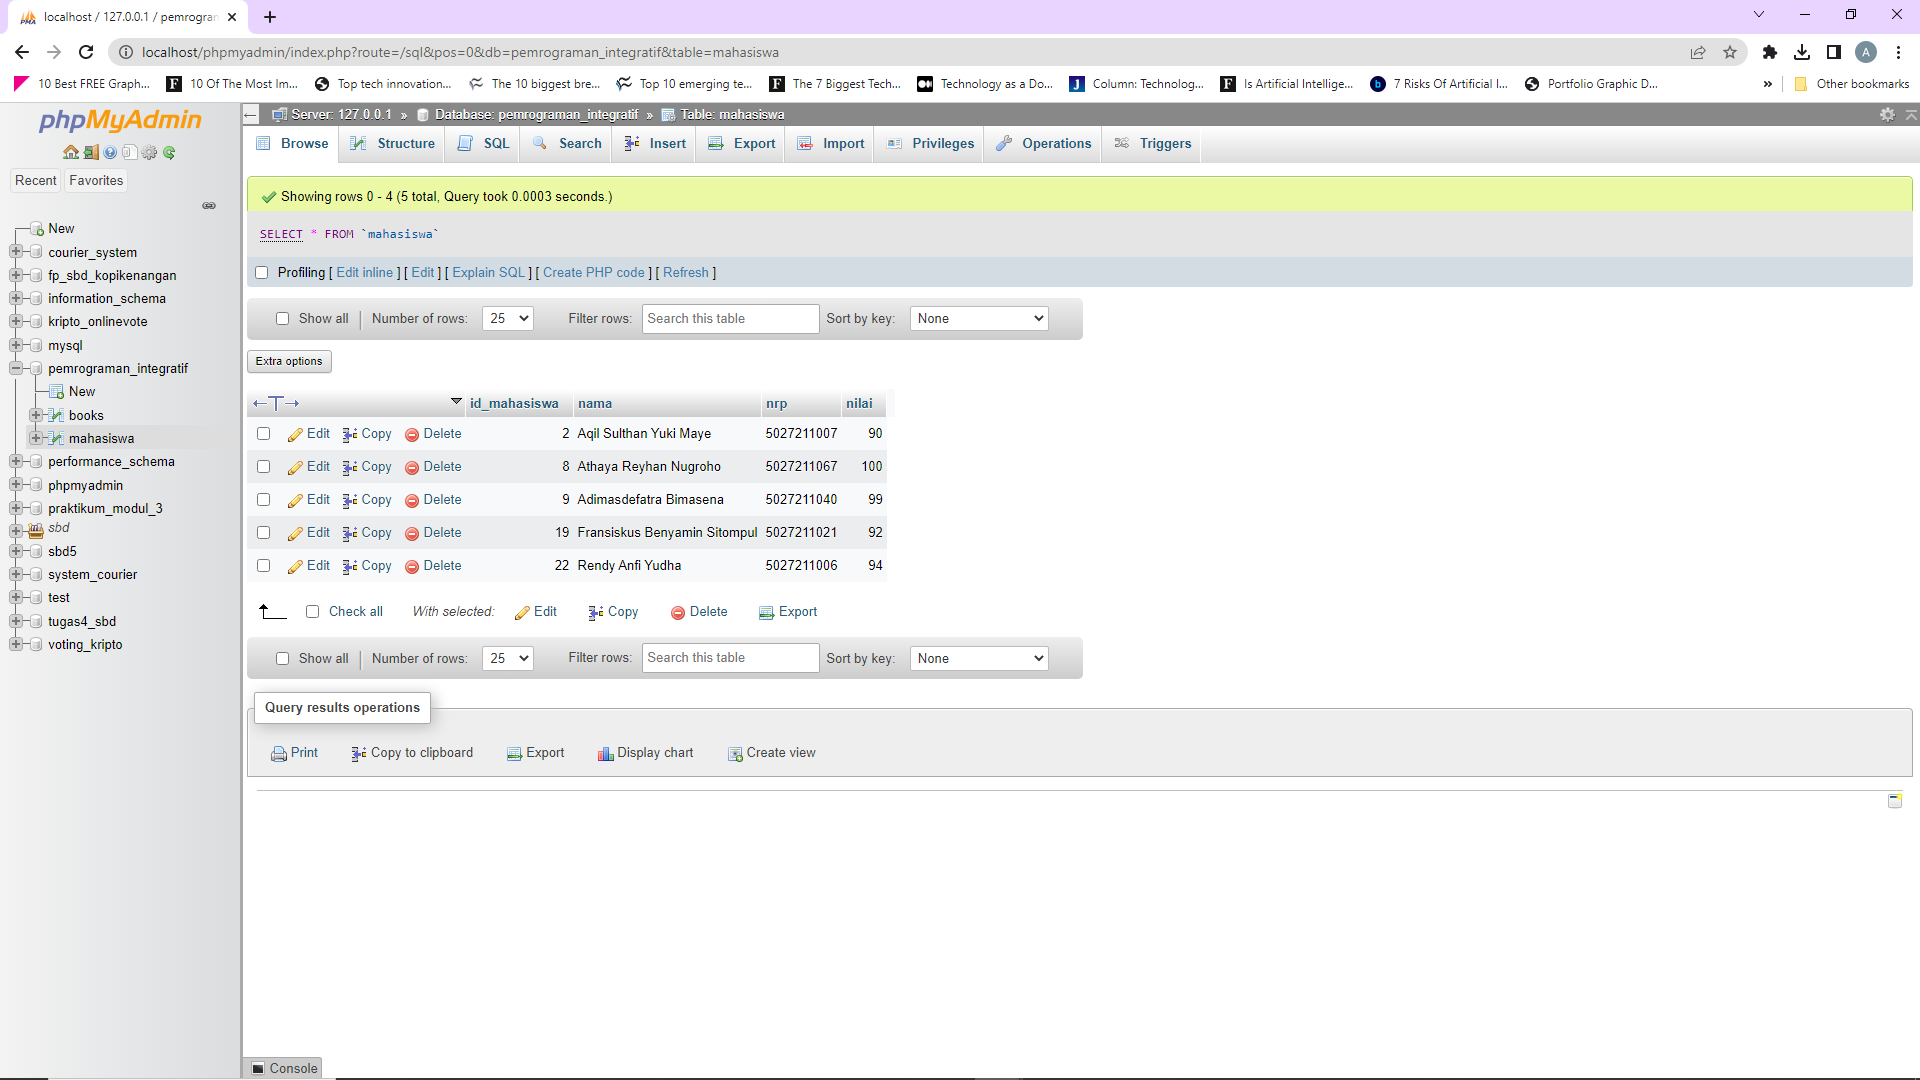 localhost / 127.0.0.1 / pemrogran
localhost/phpmyadmin/index.php?route=/sql&pos=0&db=pemrograman_integratif&table=mahasiswa
A
10 Best FREE Graph...
10 Of The Most Im...
Top tech innovation...
The 10 biggest bre...
Top 10 emerging te...
The 7 Biggest Tech...
Technology as a Do...
Column: Technolog...
Is Artificial Intellige...
7 Risks Of Artificial I...
Portfolio Graphic D...
»
Other bookmarks
phpMyAdmin
Recent
Favorites
New
courier_system
fp_sbd_kopikenangan
information_schema
kripto_onlinevote
mysql
pemrograman_integratif
New
books
mahasiswa
performance_schema
phpmyadmin
praktikum_modul_3
sbd
sbd5
system_courier
test
tugas4_sbd
voting_kripto
Server: 127.0.0.1 » Database: pemrograman_integratif » Table: mahasiswa
Browse Structure SQL Search Insert Export Import Privileges Operations Triggers
Showing rows 0 - 4 (5 total, Query took 0.0003 seconds.)
SELECT * FROM `mahasiswa`
Profiling [ Edit inline ] [ Edit ] [ Explain SQL ] [ Create PHP code ] [ Refresh ]
Show all Number of rows: 25 Filter rows: Search this table Sort by key: None
Extra options
id_mahasiswa nama nrp nilai
Edit Copy Delete 2 Aqil Sulthan Yuki Maye 5027211007 90
Edit Copy Delete 8 Athaya Reyhan Nugroho 5027211067 100
Edit Copy Delete 9 Adimasdefatra Bimasena 5027211040 99
Edit Copy Delete 19 Fransiskus Benyamin Sitompul 5027211021 92
Edit Copy Delete 22 Rendy Anfi Yudha 5027211006 94
Check all With selected: Edit Copy Delete Export
Show all Number of rows: 25 Filter rows: Search this table Sort by key: None
Query results operations
Print Copy to clipboard Export Display chart Create view
Console